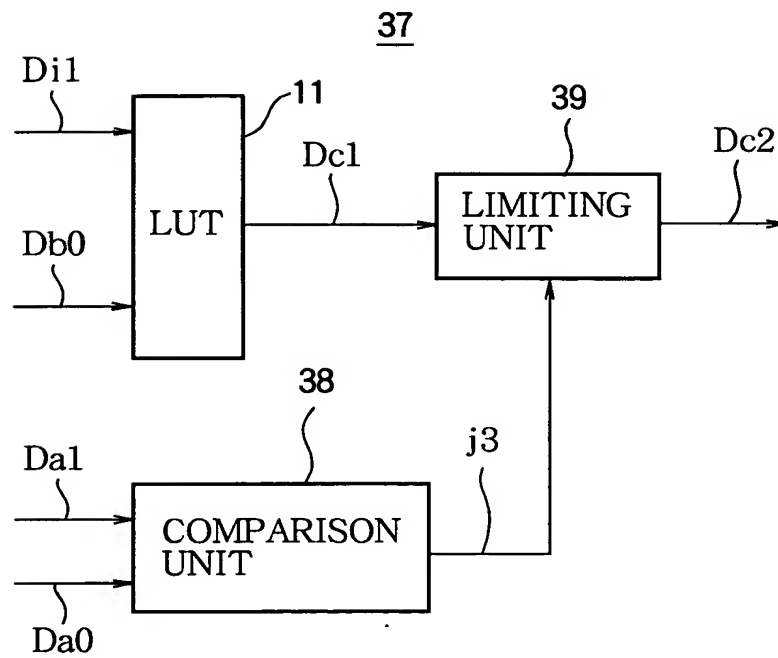 37
Di1
11
39
Dc1
Dc2
LUT
LIMITING
UNIT
Db0
38
Da1
j3
COMPARISON
UNIT
Da0